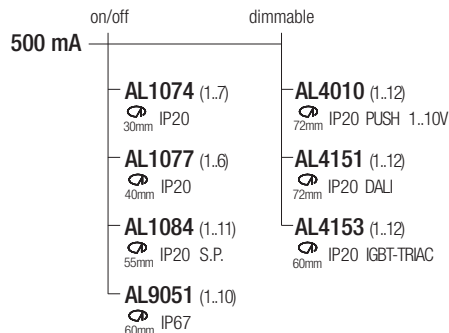 on/off
dimmable
500 mA
AL1074 (1..7)
30mm IP20
AL1077 (1..6)
40mm IP20
AL1084 (1..11)
55mm IP20 S.P.
AL9051 (1..10)
60mm IP67
AL4010 (1..12)
72mm IP20 PUSH 1..10V
AL4151 (1..12)
72mm IP20 DALI
AL4153 (1..12)
60mm IP20 IGBT-TRIAC